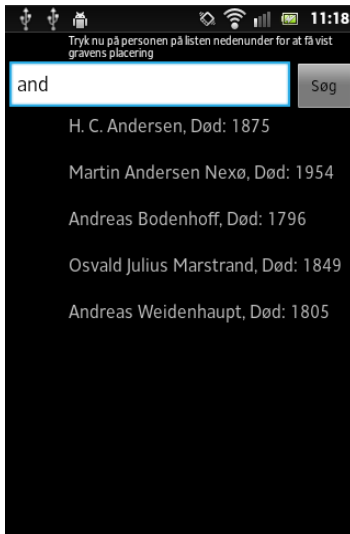 11:18
Tryk nu på personen på listen nedenunder for at få vist
gravens placering
and
Søg
H. C. Andersen, Død: 1875
Martin Andersen Nexø, Død: 1954
Andreas Bodenhoff, Død: 1796
Osvald Julius Marstrand, Død: 1849
Andreas Weidenhaupt, Død: 1805